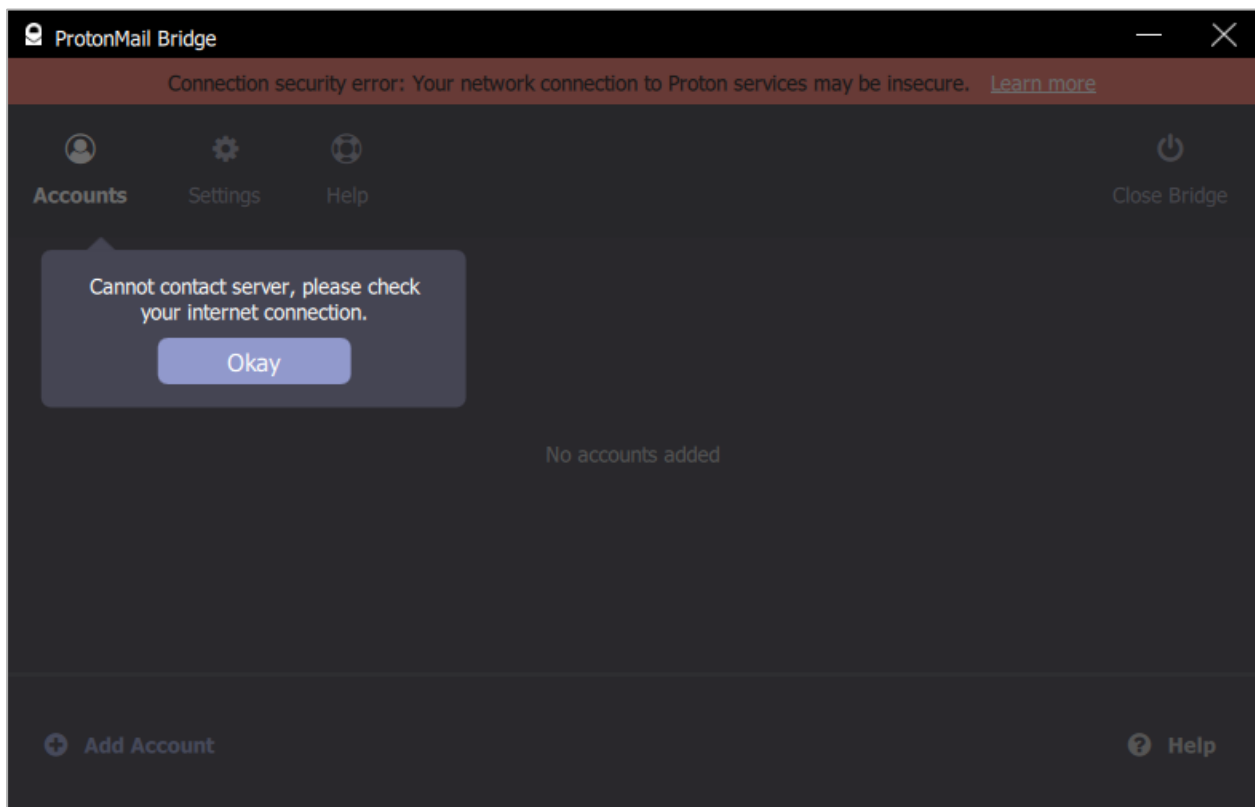 ProtonMail Bridge
Connection security error: Your network connection to Proton services may be insecure. Learn more
Accounts
Settings
Help
Close Bridge
Cannot contact server, please check
your internet connection.
Okay
No accounts added
Add Account
Help